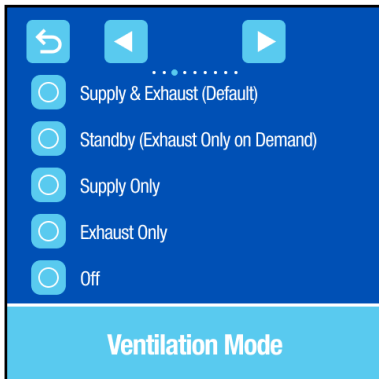 Supply & Exhaust (Default)
Standby (Exhaust Only on Demand)
Supply Only
Exhaust Only
Off
Ventilation Mode